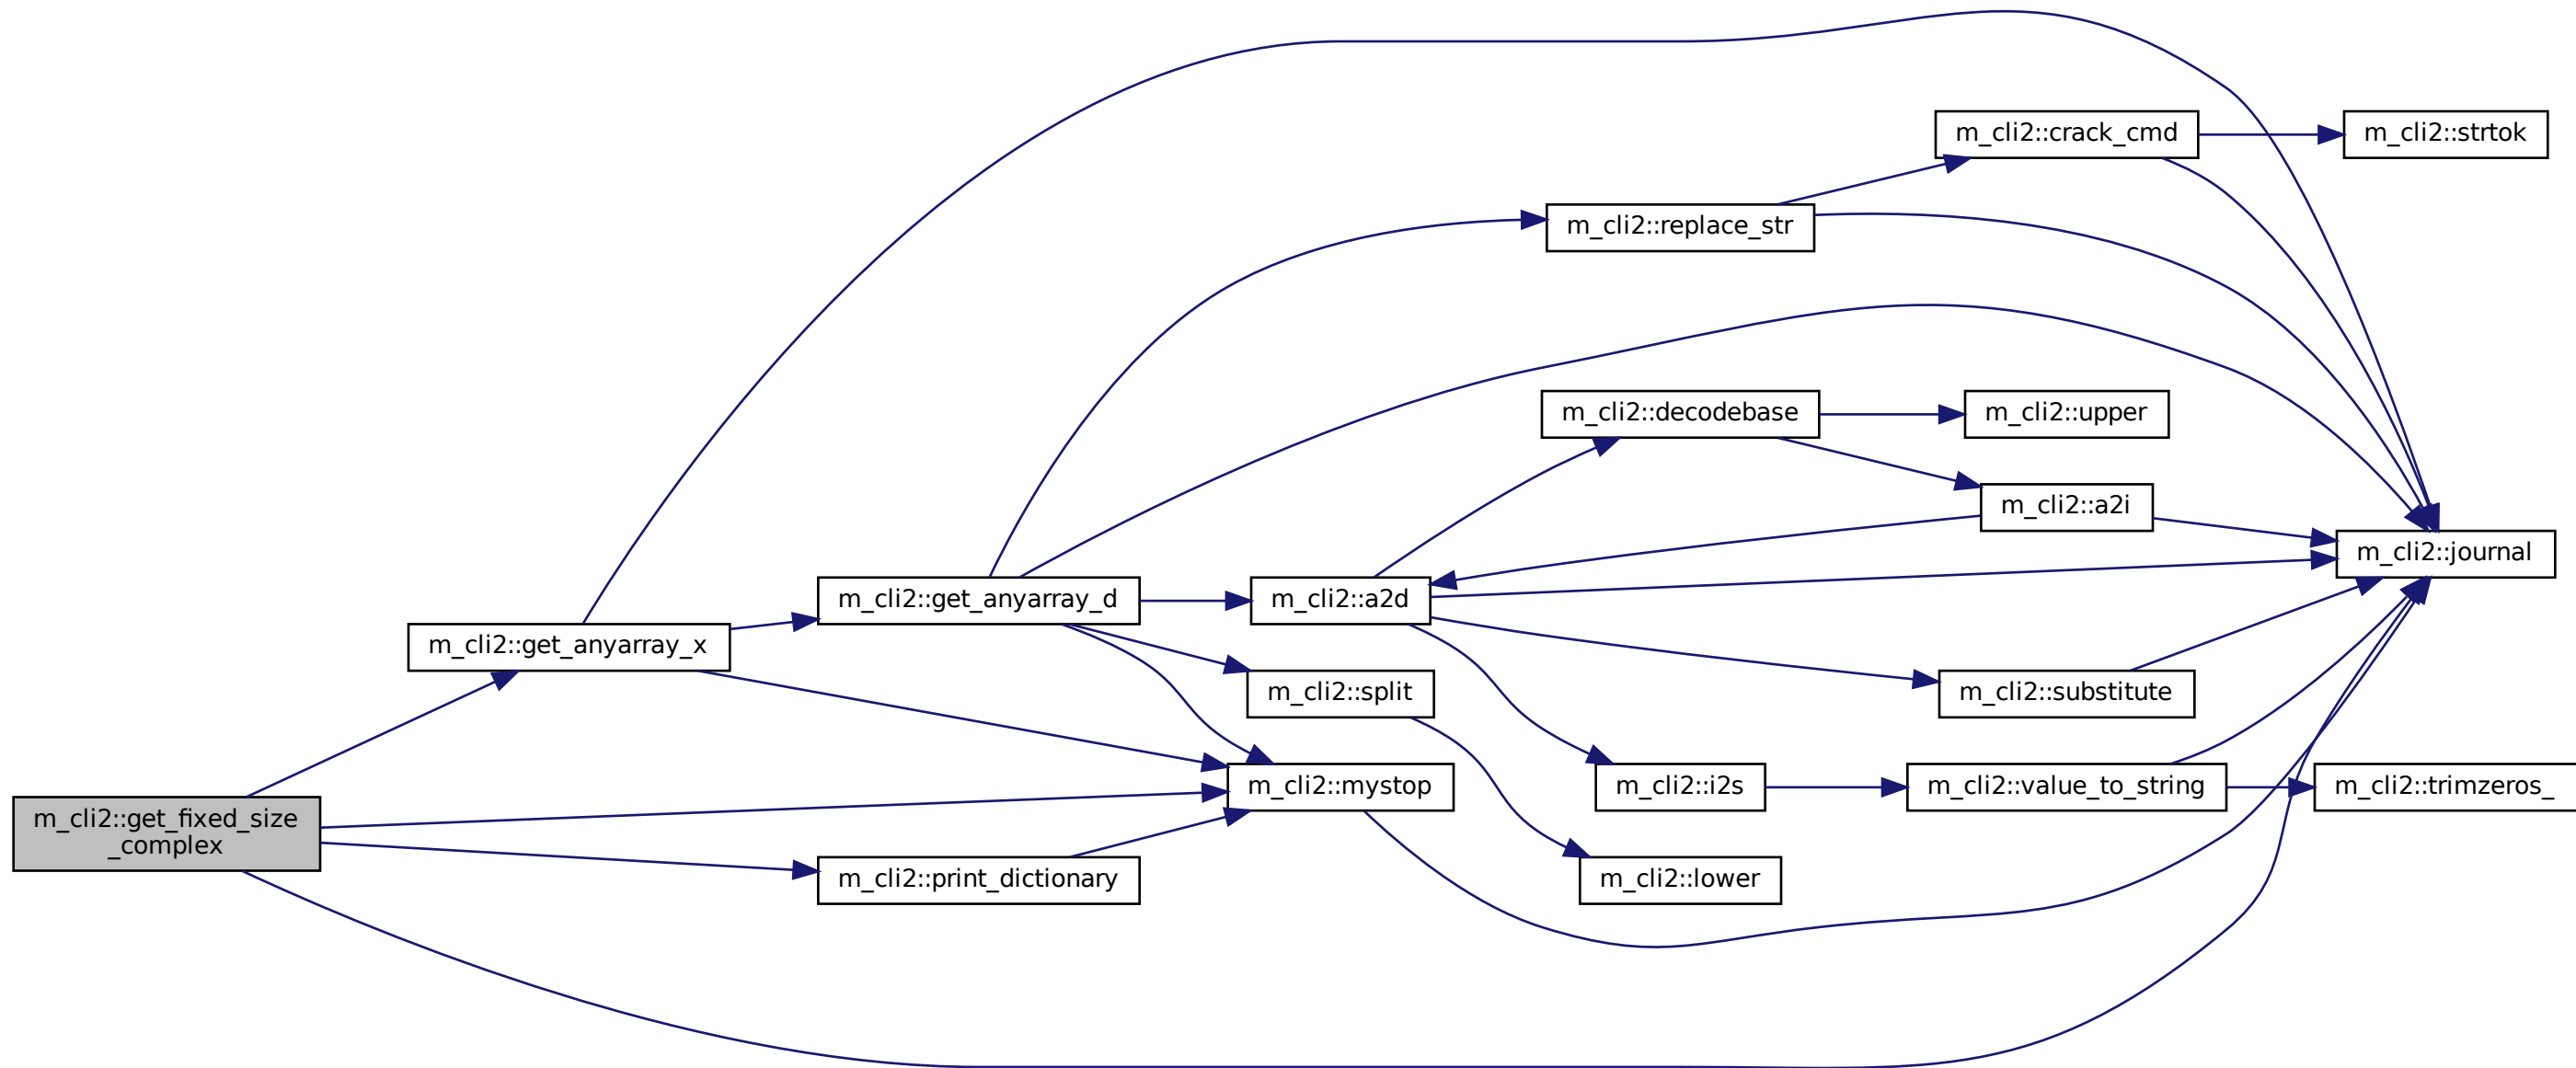 m_cli2::crack_cmd
m_cli2::strtok
m_cli2::replace_str
m_cli2::decodebase
m_cli2::upper
m_cli2::a2i
m_cli2::journal
m_cli2::get_anyarray_d
m_cli2::a2d
m_cli2::get_anyarray_x
m_cli2::split
m_cli2::substitute
m_cli2::mystop
m_cli2::i2s
m_cli2::value_to_string
m_cli2::trimzeros_
m_cli2::get_fixed_size
_complex
m_cli2::print_dictionary
m_cli2::lower